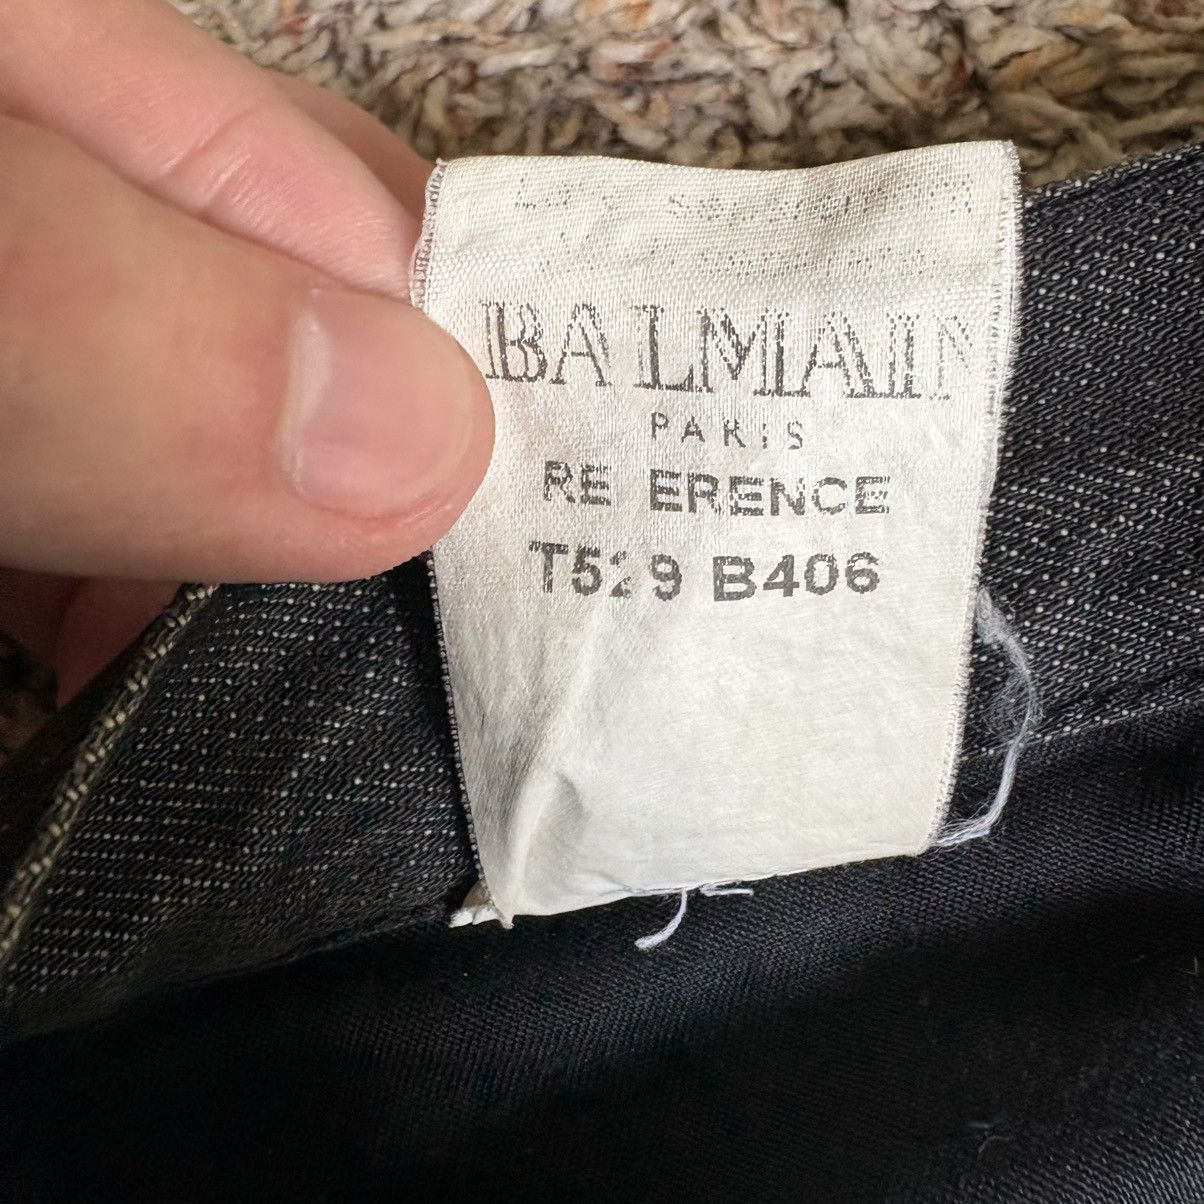 BALMAIN
PARIS
RE ERENCE
T529 B406